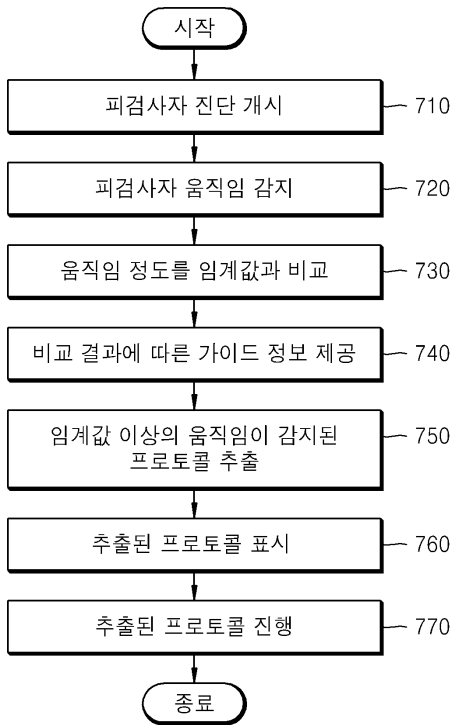 시작
피검사자 진단 개시
710
피검사자 움직임 감지
720
움직임 정도를 임계값과 비교
730
비교 결과에 따른 가이드 정보 제공
740
임계값 이상의 움직임이 감지된
프로토콜 추출
750
추출된 프로토콜 표시
760
추출된 프로토콜 진행
770
종료